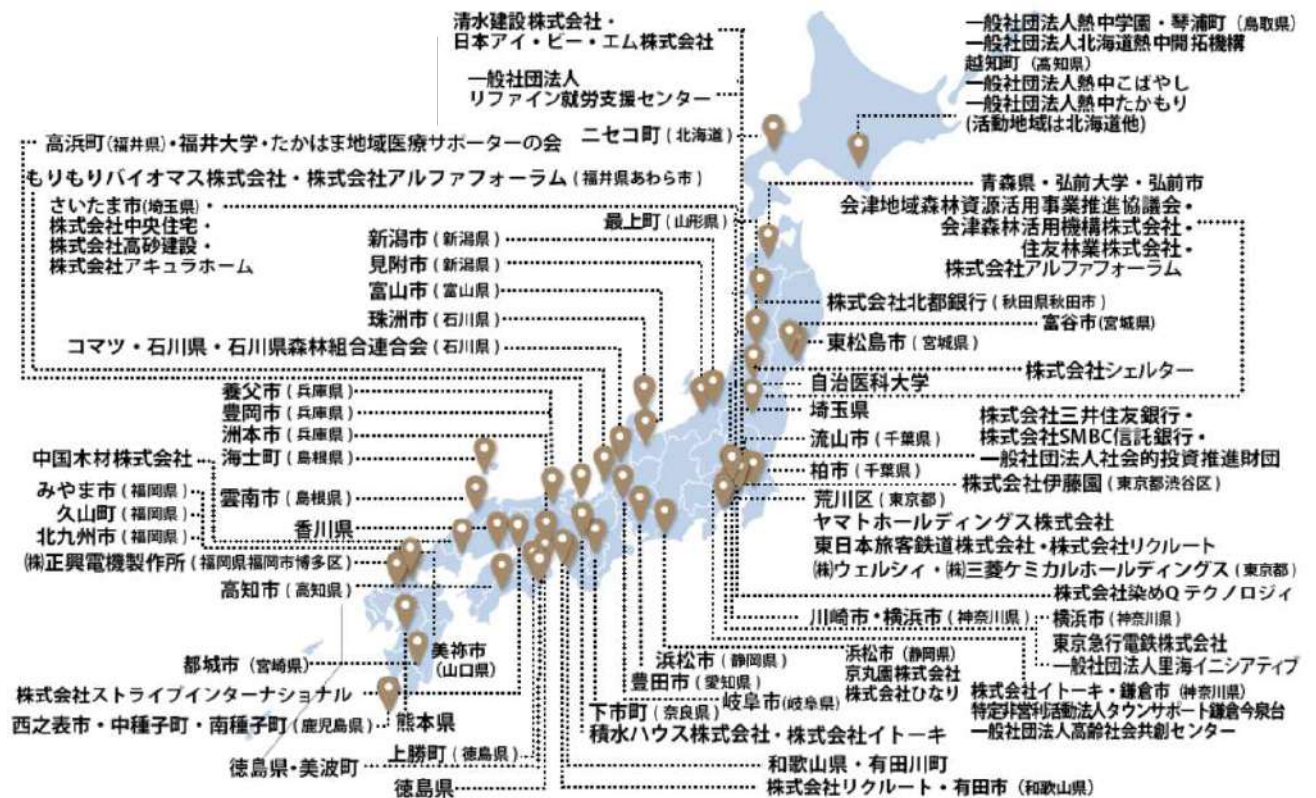 清水建設株式会社・
日本アイ・ビー・エム株式会社
一般社団法人
リファイン就労支援センター
ニセコ町（北海道）
一般社団法人熱中学園・琴浦町（鳥取県）
一般社団法人北海道熱中開拓機構
越知町（高知県）
一般社団法人熱中こばやし
一般社団法人熱中たかもり
(活動地域は北海道他)
高浜町(福井県)・福井大学・たかはま地域医療サポーターの会
もりもりバイオマス株式会社・株式会社アルファフォーラム（福井県あわら市）
さいたま市(埼玉県)・
株式会社中央住宅・
株式会社高砂建設・
株式会社アキュラホーム
最上町（山形県）
新潟市（新潟県）
見附市（新潟県）
富山市（富山県）
珠洲市（石川県）
コマツ・石川県・石川県森林組合連合会（石川県）
養父市（兵庫県）
豊岡市（兵庫県）
洲本市（兵庫県）
海士町（島根県）
中国木材株式会社
みやま市（福岡県）
雲南市（島根県）
久山町（福岡県）
香川県
北九州市（福岡県）
㈱正興電機製作所（福岡県福岡市博多区）
高知市（高知県）
青森県・弘前大学・弘前市
会津地域森林資源活用事業推進協議会・
会津森林活用機構株式会社・
住友林業株式会社・
株式会社アルファフォーラム
株式会社北都銀行（秋田県秋田市）
富谷市(宮城県)
東松島市（宮城県）
株式会社シェルター
自治医科大学
埼玉県
流山市（千葉県）
柏市（千葉県）
荒川区（東京都）
株式会社三井住友銀行・
株式会社SMBC信託銀行・
一般社団法人社会的投資推進財団
株式会社伊藤園（東京都渋谷区）
ヤマトホールディングス株式会社
東日本旅客鉄道株式会社・株式会社リクルート
㈱ウェルシィ・㈱三菱ケミカルホールディングス（東京都）
株式会社染めQテクノロジィ
川崎市・横浜市（神奈川県）
横浜市（神奈川県）
東京急行電鉄株式会社
一般社団法人里海イニシアティブ
株式会社イトーキ・鎌倉市（神奈川県）
特定非営利活動法人タウンサポート鎌倉今泉台
一般社団法人高齢社会共創センター
浜松市（静岡県）
京丸園株式会社
株式会社ひなり
浜松市（静岡県）
豊田市（愛知県）
岐阜市(岐阜県)
下市町（奈良県）
積水ハウス株式会社・株式会社イトーキ
和歌山県・有田川町
株式会社リクルート・有田市（和歌山県）
美祢市
(山口県)
都城市（宮崎県）
株式会社ストライプインターナショナル
西之表市・中種子町・南種子町（鹿児島県）
熊本県
上勝町（徳島県）
徳島県・美波町
徳島県